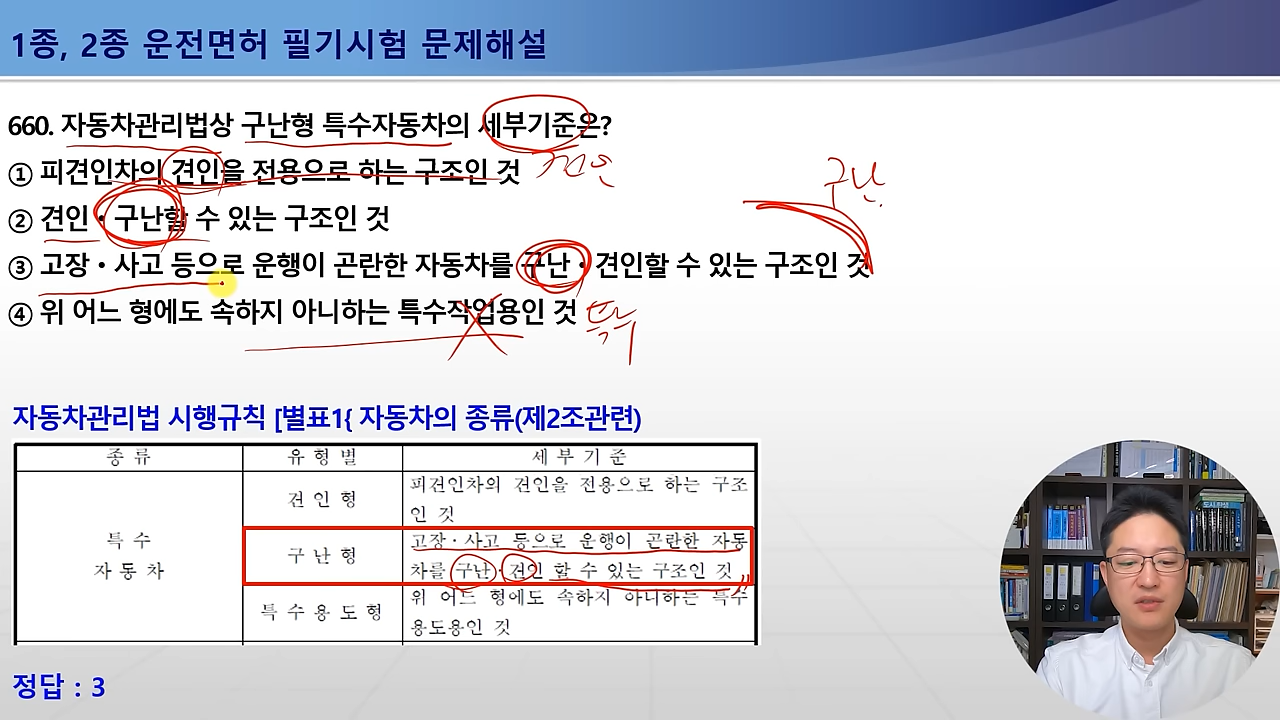 1종, 2종 운전면허 필기시험 문제해설
660. 자동차관리법상 구난형 특수자동차의 세부기준은?
① 피견인차의 견인을 전용으로 하는 구조인 것
견인
구난
② 견인·구난할 수 있는 구조인 것
③ 고장·사고 등으로 운행이 곤란한 자동차를 구난·견인할 수 있는 구조인 것
④ 위 어느 형에도 속하지 아니하는 특수작업용인 것
특수
자동차관리법 시행규칙 [별표1{ 자동차의 종류(제2조관련)
종류 유형별 세부기준
특수
자동차
견인형
피견인차의 견인을 전용으로 하는 구조
인 것
구난형
고장·사고 등으로 운행이 곤란한 자동
차를 구난·견인 할 수 있는 구조인 것
특수용도형
위 어느 형에도 속하지 아니하는 특수
용도용인 것
정답 : 3